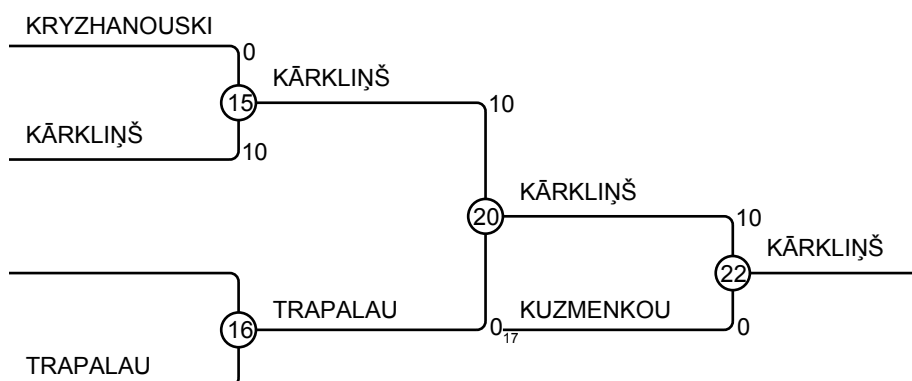 KRYZHANOUSKI
0
KĀRKLIŅŠ
15
10
KĀRKLIŅŠ
10
KĀRKLIŅŠ
20
10
KĀRKLIŅŠ
22
TRAPALAU
16
0
17
KUZMENKOU
0
TRAPALAU